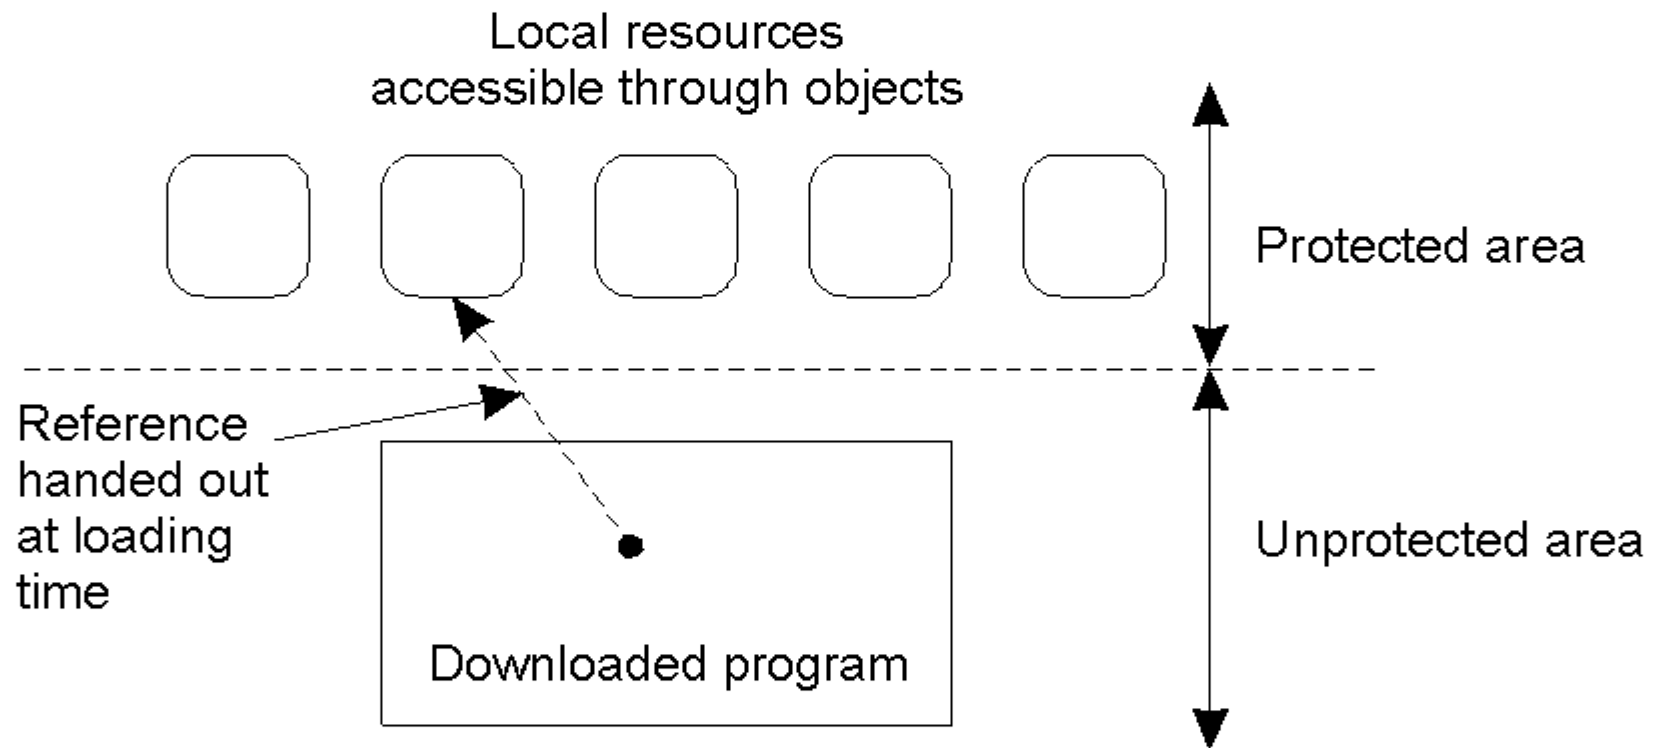 Local resources
accessible through objects
Protected area
Reference
handed out
at loading
time
Unprotected area
Downloaded program